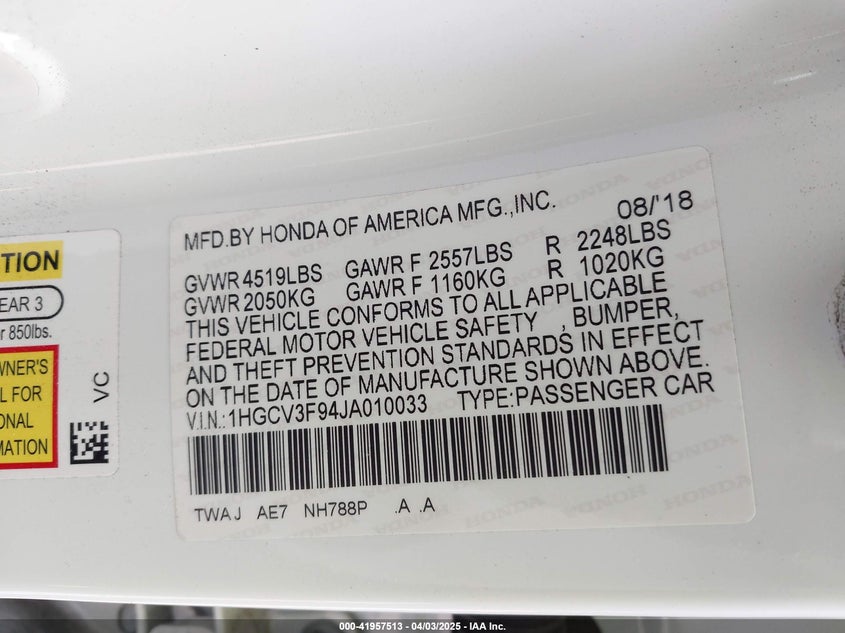 MFD.BY HONDA OF AMERICA MFG.,INC. 08/'18
GVWR 4519LBS GAWR F 2557LBS R 2248LBS
GVWR 2050KG GAWR F 1160KG R 1020KG
THIS VEHICLE CONFORMS TO ALL APPLICABLE
FEDERAL MOTOR VEHICLE SAFETY , BUMPER,
AND THEFT PREVENTION STANDARDS IN EFFECT
ON THE DATE OF MANUFACTURE SHOWN ABOVE.
V.I.N.:1HGCV3F94JA010033 TYPE:PASSENGER CAR
TWAJ AE7 NH788P .A .A
TION
EAR 3
r 850lbs.
WNER'S
L FOR
ONAL
MATION
VC
HONDA
000-41957513 - 04/03/2025 - IAA Inc.